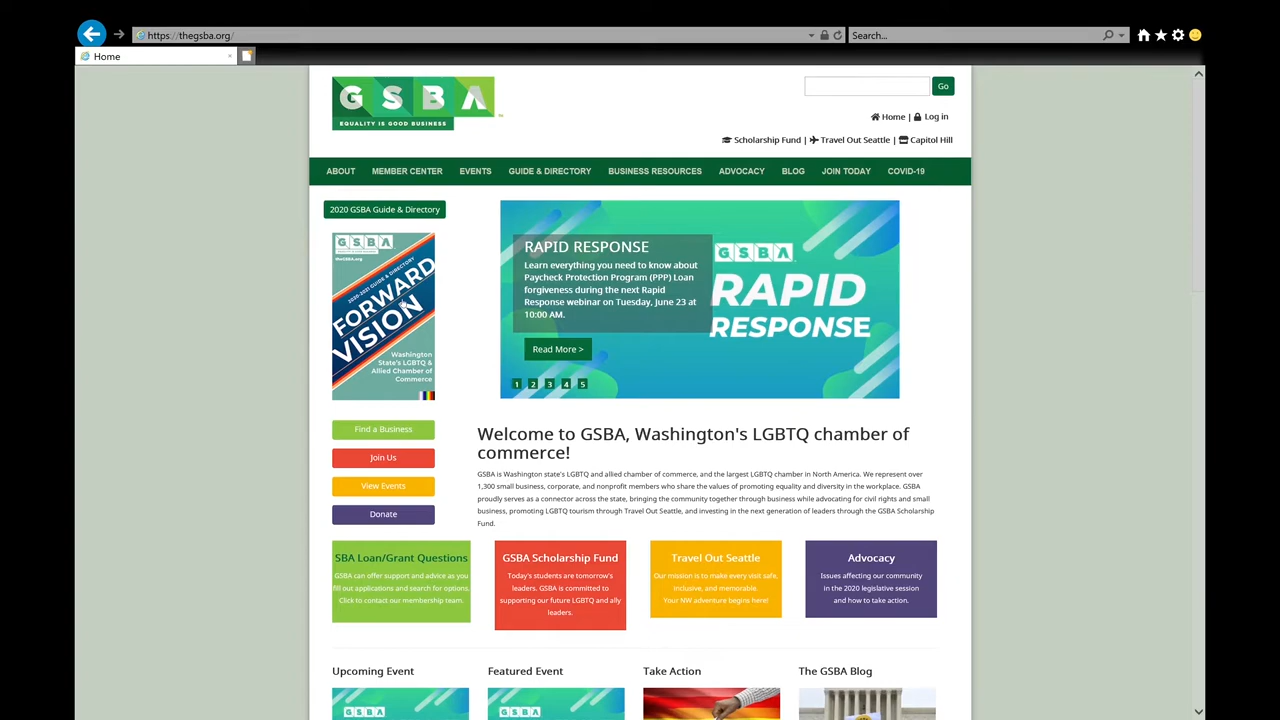 https://thegsba.org/
Search...
Home
GSBA
EQUALITY IS GOOD BUSINESS
Go
Home | Log in
Scholarship Fund | Travel Out Seattle | Capitol Hill
ABOUT MEMBER CENTER EVENTS GUIDE & DIRECTORY BUSINESS RESOURCES ADVOCACY BLOG JOIN TODAY COVID-19
2020 GSBA Guide & Directory
GSBA
theGSBA.org
2020-2021 GUIDE & DIRECTORY
FORWARD
VISION
Washington
State's LGBTQ &
Allied Chamber of
Commerce
RAPID RESPONSE
Learn everything you need to know about
Paycheck Protection Program (PPP) Loan
forgiveness during the next Rapid
Response webinar on Tuesday, June 23 at
10:00 AM.
Read More >
1 2 3 4 5
GSBA
RAPID
RESPONSE
Find a Business
Join Us
View Events
Donate
Welcome to GSBA, Washington's LGBTQ chamber of
commerce!
GSBA is Washington state's LGBTQ and allied chamber of commerce, and the largest LGBTQ chamber in North America. We represent over
1,300 small business, corporate, and nonprofit members who share the values of promoting equality and diversity in the workplace. GSBA
proudly serves as a connector across the state, bringing the community together through business while advocating for civil rights and small
business, promoting LGBTQ tourism through Travel Out Seattle, and investing in the next generation of leaders through the GSBA Scholarship
Fund.
SBA Loan/Grant Questions
GSBA can offer support and advice as you
fill out applications and search for options.
Click to contact our membership team.
GSBA Scholarship Fund
Today's students are tomorrow's
leaders. GSBA is committed to
supporting our future LGBTQ and ally
leaders.
Travel Out Seattle
Our mission is to make every visit safe,
inclusive, and memorable.
Your NW adventure begins here!
Advocacy
Issues affecting our community
in the 2020 legislative session
and how to take action.
Upcoming Event
Featured Event
Take Action
The GSBA Blog
GSBA
GSBA